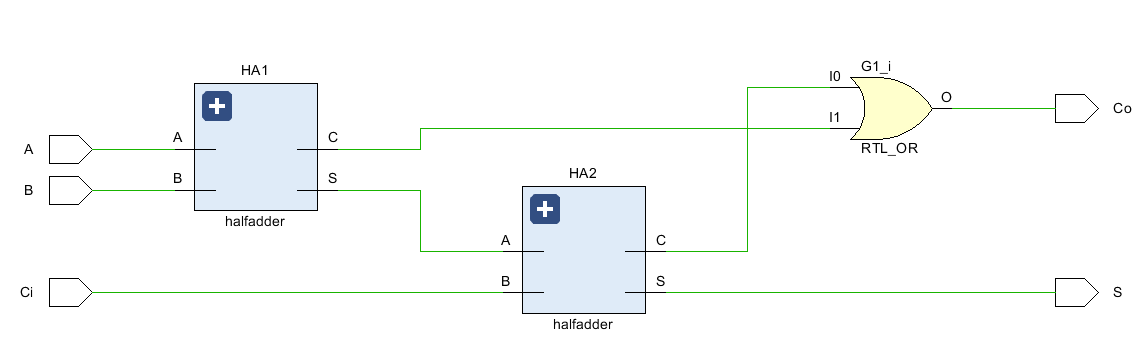 HA1
A
B
C
S
halfadder
A
B
Ci
HA2
A
B
C
S
halfadder
G1_i
I0
I1
O
RTL_OR
Co
S